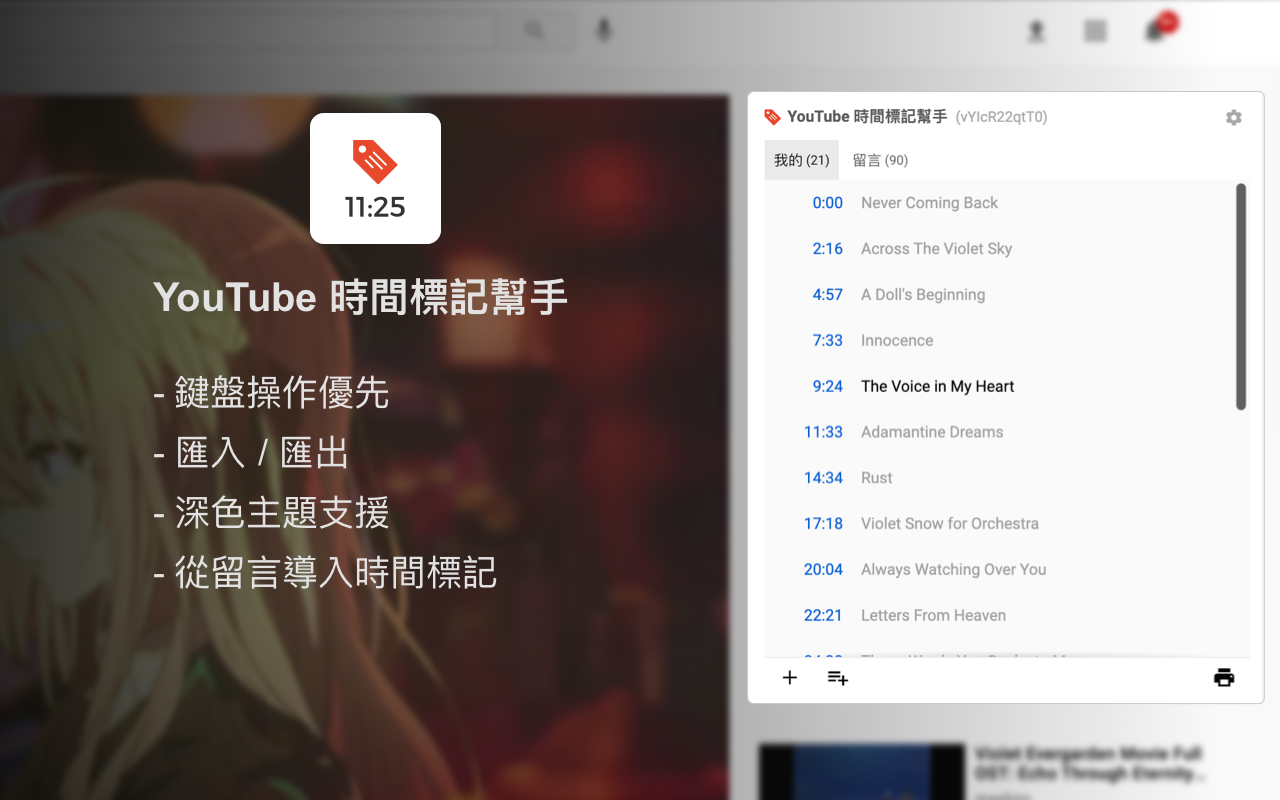 11:25
YouTube 時間標記幫手
- 鍵盤操作優先
- 匯入 / 匯出
- 深色主題支援
- 從留言導入時間標記
YouTube 時間標記幫手 (vYIcR22qtT0)
我的 (21) 留言 (90)
0:00 Never Coming Back
2:16 Across The Violet Sky
4:57 A Doll's Beginning
7:33 Innocence
9:24 The Voice in My Heart
11:33 Adamantine Dreams
14:34 Rust
17:18 Violet Snow for Orchestra
20:04 Always Watching Over You
22:21 Letters From Heaven
Violet Evergarden Movie Full
OST: Echo Through Eternity...